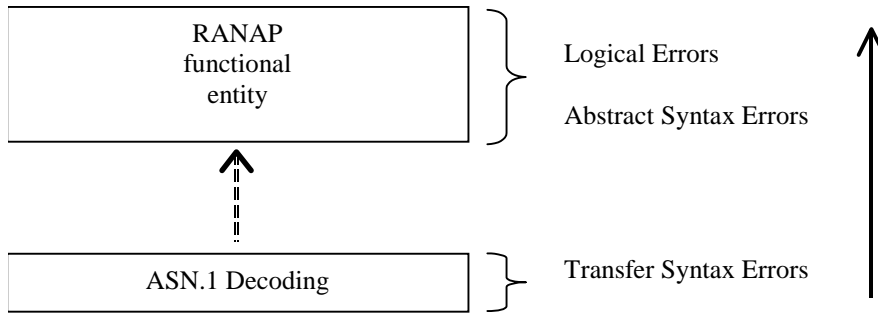 RANAP
functional
entity
Logical Errors
Abstract Syntax Errors
ASN.1 Decoding
Transfer Syntax Errors